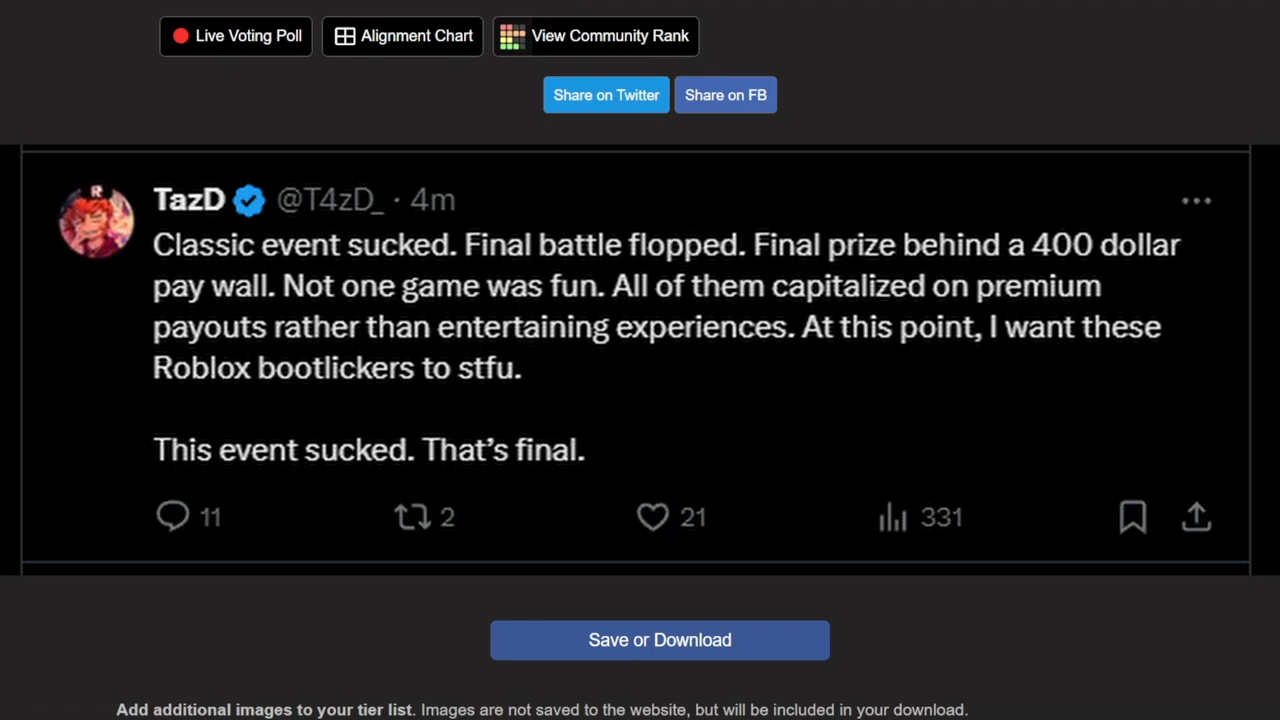 Live Voting Poll Alignment Chart View Community Rank
Share on Twitter Share on FB
TazD @T4zD_ · 4m
Classic event sucked. Final battle flopped. Final prize behind a 400 dollar
pay wall. Not one game was fun. All of them capitalized on premium
payouts rather than entertaining experiences. At this point, I want these
Roblox bootlickers to stfu.
This event sucked. That’s final.
11 2 21 331
Save or Download
Add additional images to your tier list. Images are not saved to the website, but will be included in your download.